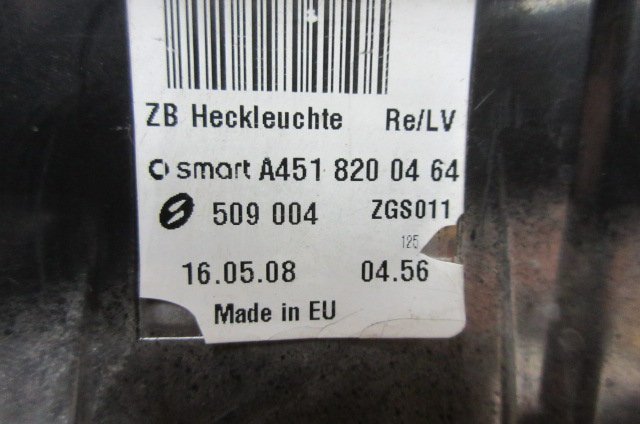 ZB Heckleuchte Re/LV
smart A451 820 04 64
509 004 ZGS011
125
16.05.08 04.56
Made in EU